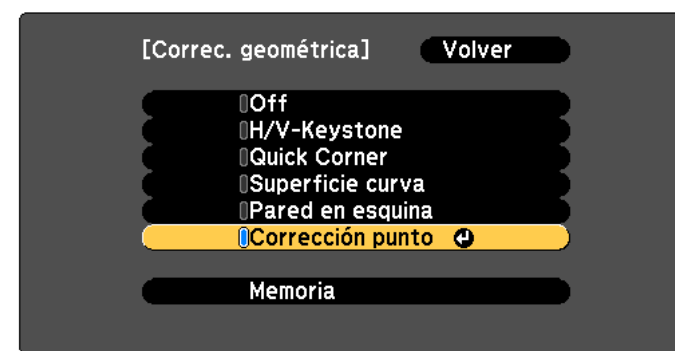 [Correc. geométrica] Volver
Off
H/V-Keystone
Quick Corner
Superficie curva
Pared en esquina
Corrección punto
Memoria